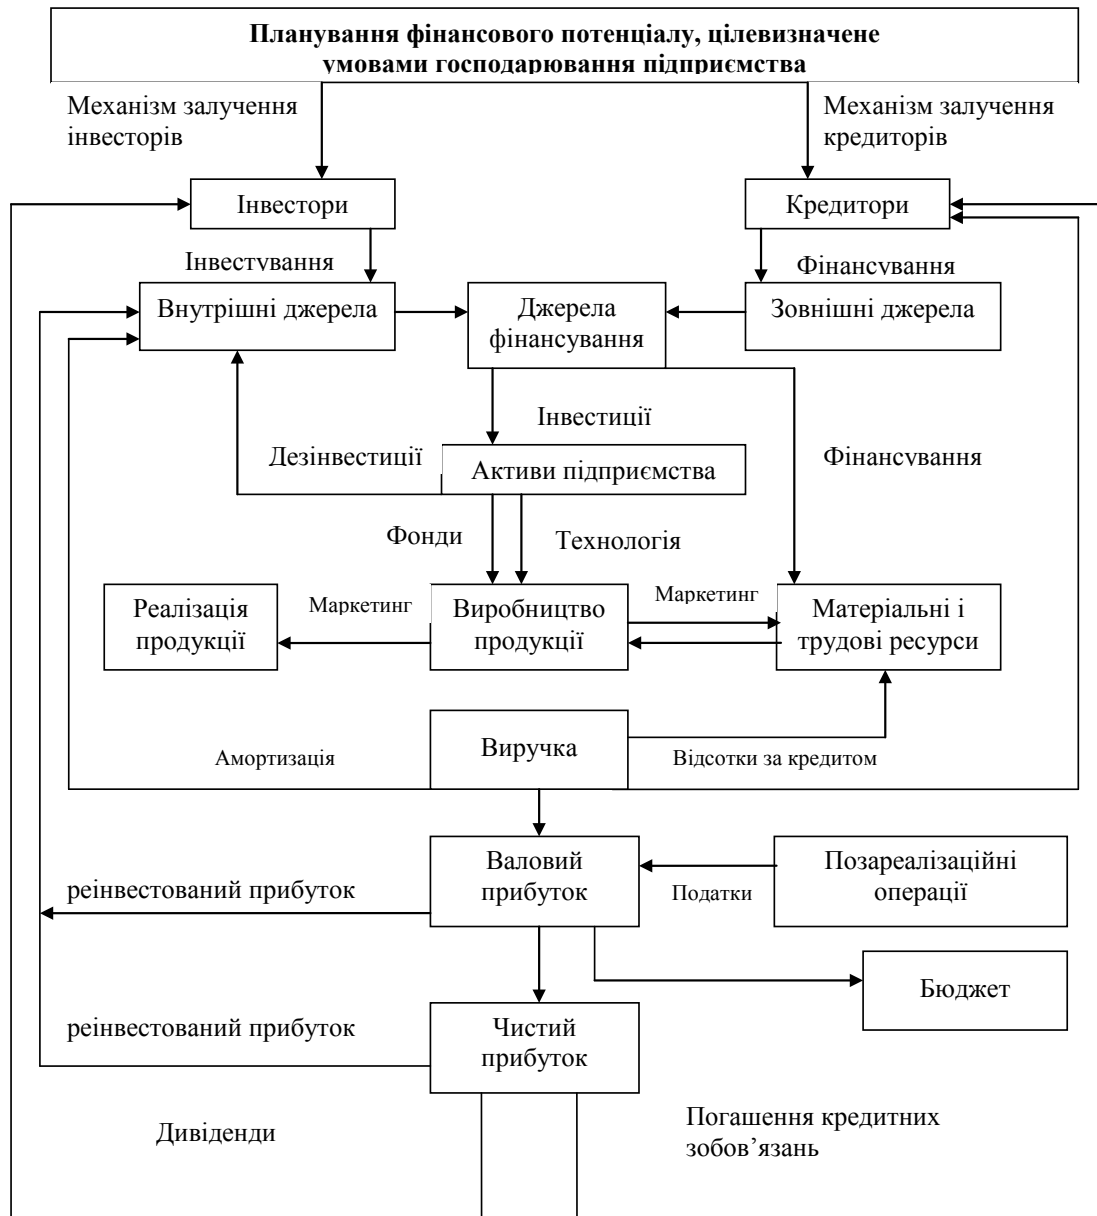 Планування фінансового потенціалу, цілевизначене
умовами господарювання підприємства
Механізм залучення
інвесторів
Механізм залучення
кредиторів
Інвестори
Кредитори
Інвестування
Фінансування
Внутрішні джерела
Джерела
фінансування
Зовнішні джерела
Інвестиції
Дезінвестиції
Активи підприємства
Фінансування
Фонди
Технологія
Реалізація
продукції
Маркетинг
Виробництво
продукції
Маркетинг
Матеріальні і
трудові ресурси
Виручка
Амортизація
Відсотки за кредитом
Валовий
прибуток
Позареалізаційні
операції
Податки
реінвестований прибуток
Бюджет
Чистий
прибуток
реінвестований прибуток
Дивіденди
Погашення кредитних
зобов’язань